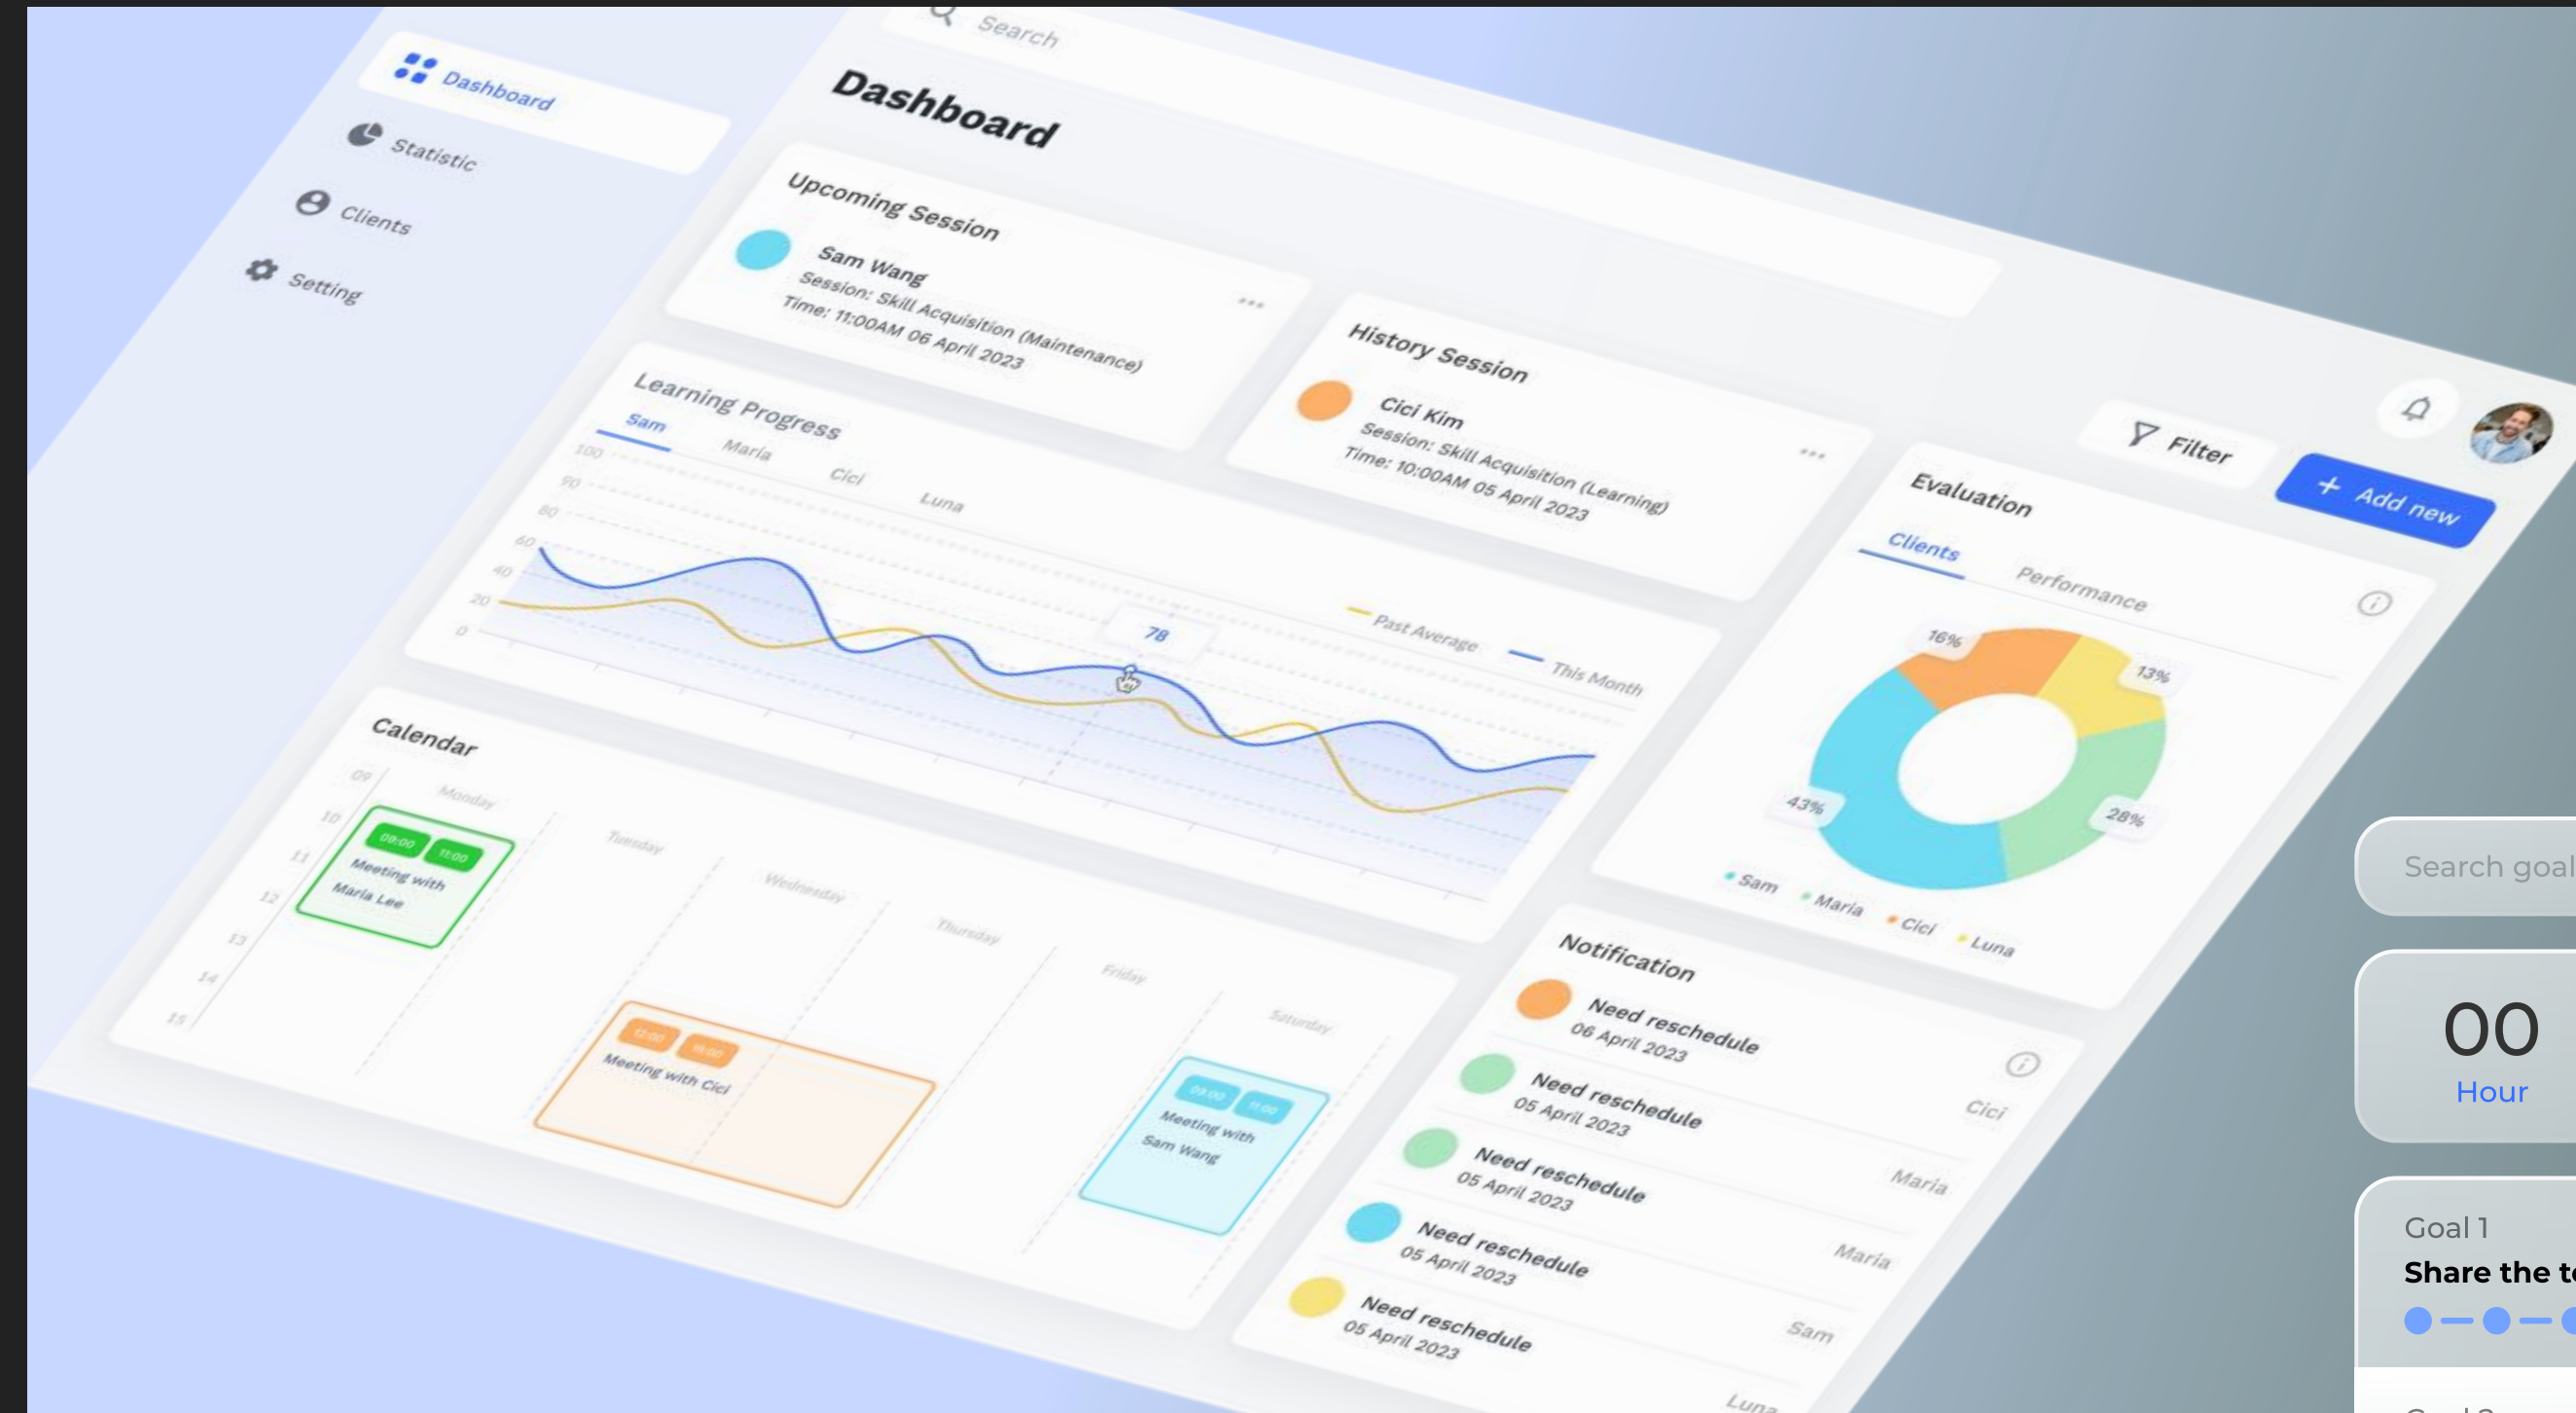 Search
Dashboard
Statistic
Clients
Setting
Dashboard
Upcoming Session
Sam Wang
Session: Skill Acquisition (Maintenance)
Time: 11:00AM 06 April 2023
History Session
Cici Kim
Session: Skill Acquisition (Learning)
Time: 10:00AM 05 April 2023
Filter
Add new
Learning Progress
Sam
Maria
Cici
Luna
Past Average
This Month
100
90
80
60
40
20
0
78
Evaluation
Clients
Performance
16%
13%
43%
28%
Sam
Maria
Cici
Luna
Calendar
Monday
Tuesday
Wednesday
Thursday
Friday
Saturday
09
10
11
12
13
14
15
09:00 11:00
Meeting with
Maria Lee
Meeting with Cici
09:00 11:00
Meeting with
Sam Wang
Notification
Need reschedule
06 April 2023
Cici
Need reschedule
05 April 2023
Maria
Need reschedule
05 April 2023
Maria
Need reschedule
05 April 2023
Sam
Need reschedule
05 April 2023
Luna
Search goal
00
Hour
Goal 1
Share the